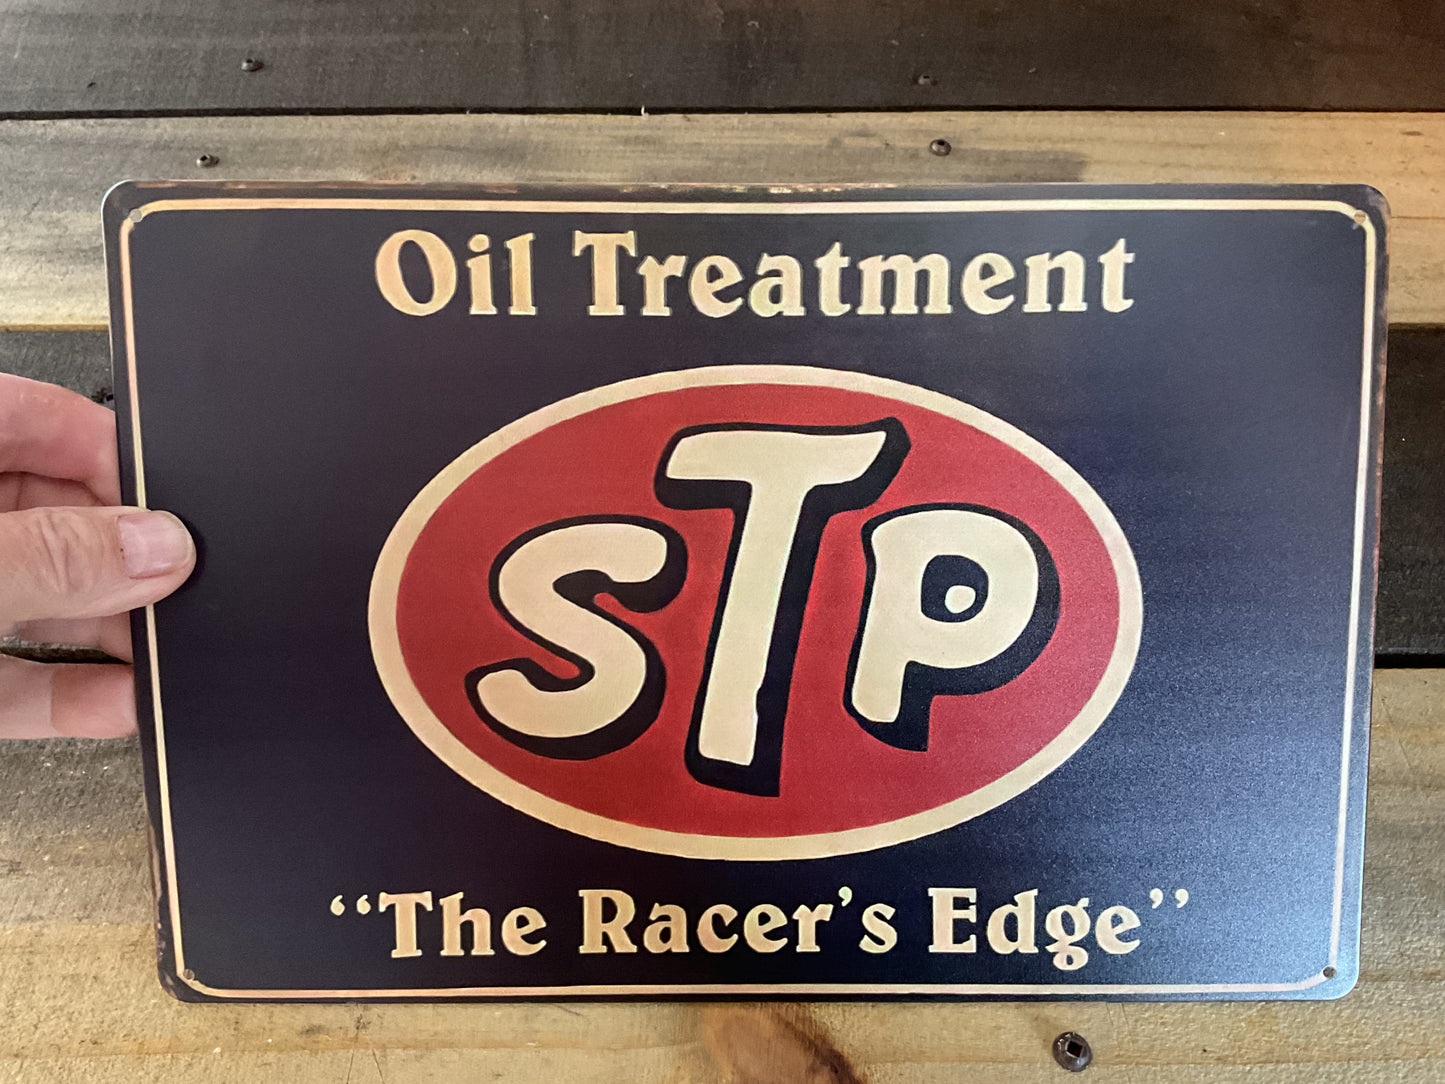 Oil Treatment
STP
“The Racer’s Edge”